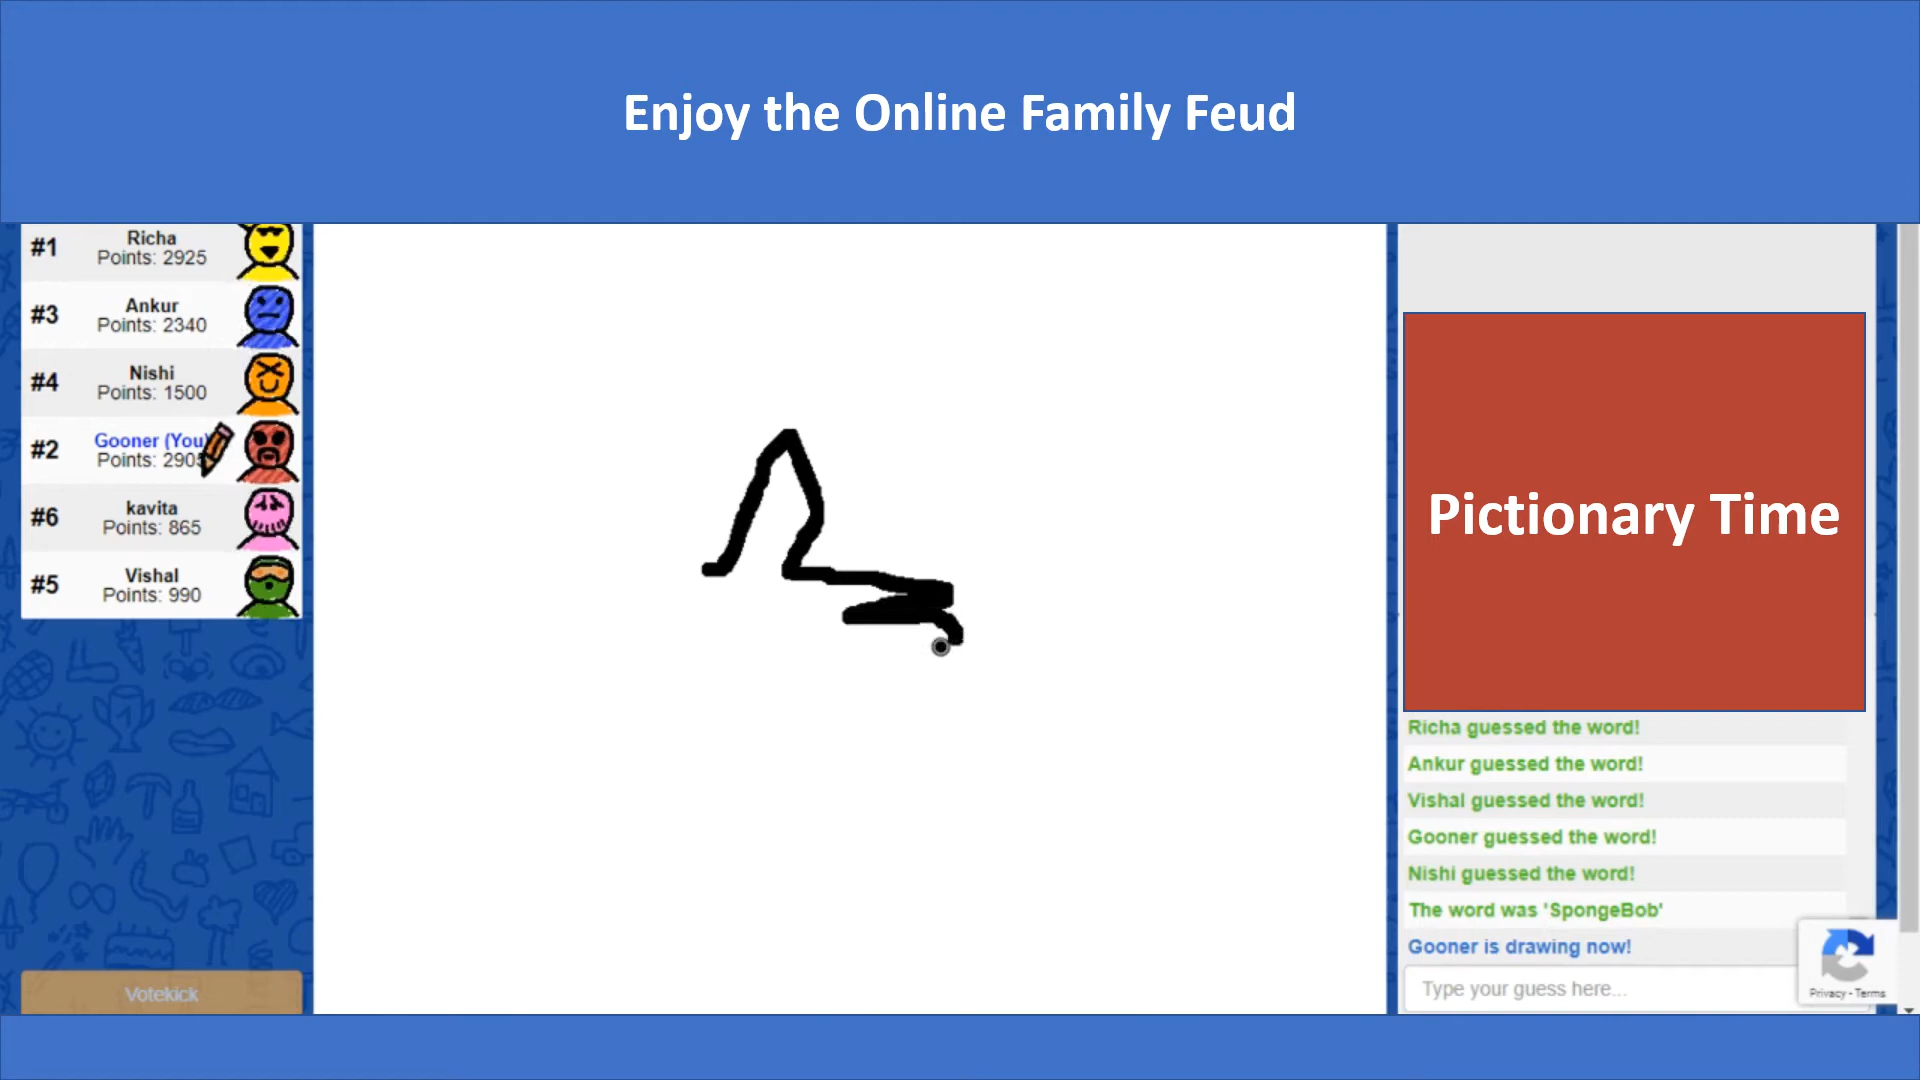 Enjoy the Online Family Feud
#1
Richa
Points: 2925
#3
Ankur
Points: 2340
#4
Nishi
Points: 1500
#2
Gooner (You)
Points: 2905
#6
kavita
Points: 865
#5
Vishal
Points: 990
Votekick
Pictionary Time
Richa guessed the word!
Ankur guessed the word!
Vishal guessed the word!
Gooner guessed the word!
Nishi guessed the word!
The word was 'SpongeBob'
Gooner is drawing now!
Type your guess here...
Privacy - Terms